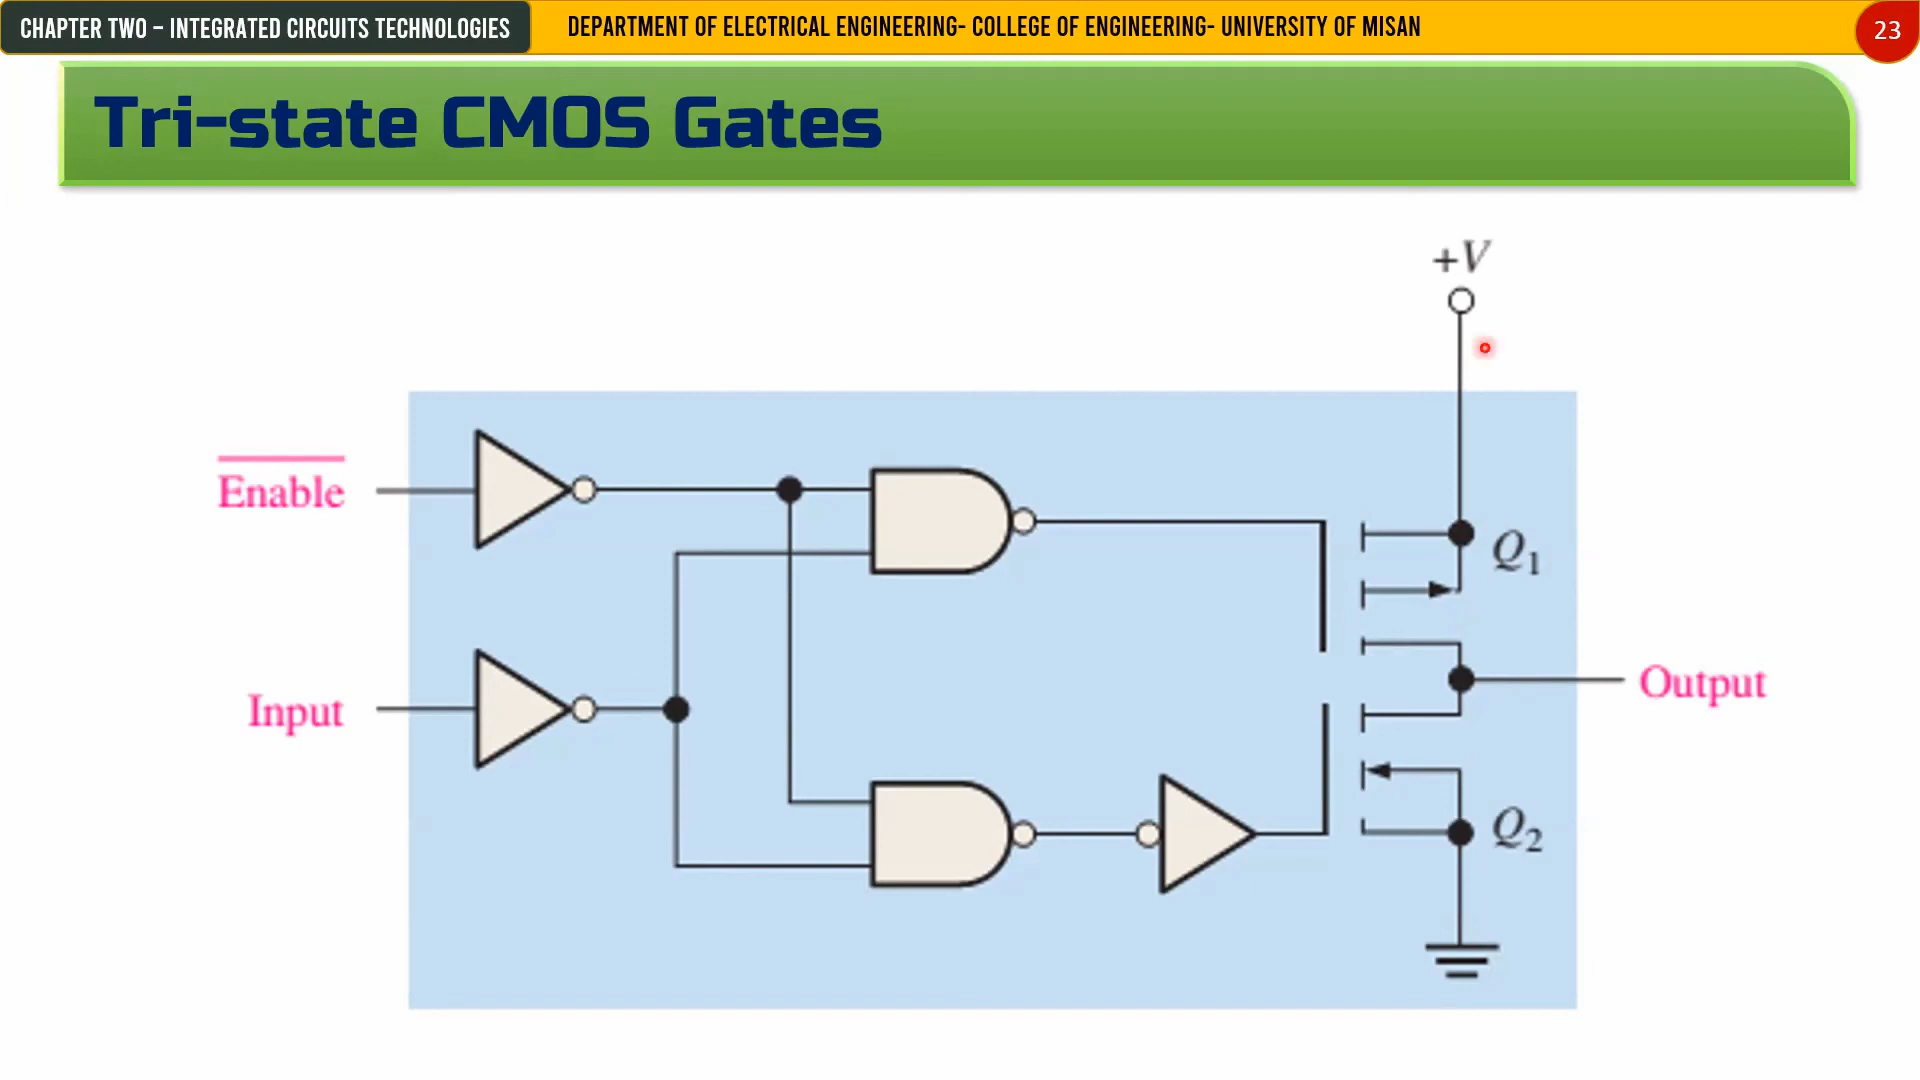 CHAPTER TWO – INTEGRATED CIRCUITS TECHNOLOGIES
DEPARTMENT OF ELECTRICAL ENGINEERING- COLLEGE OF ENGINEERING- UNIVERSITY OF MISAN
23
Tri-state CMOS Gates
+V
Enable
Q1
Input
Output
Q2